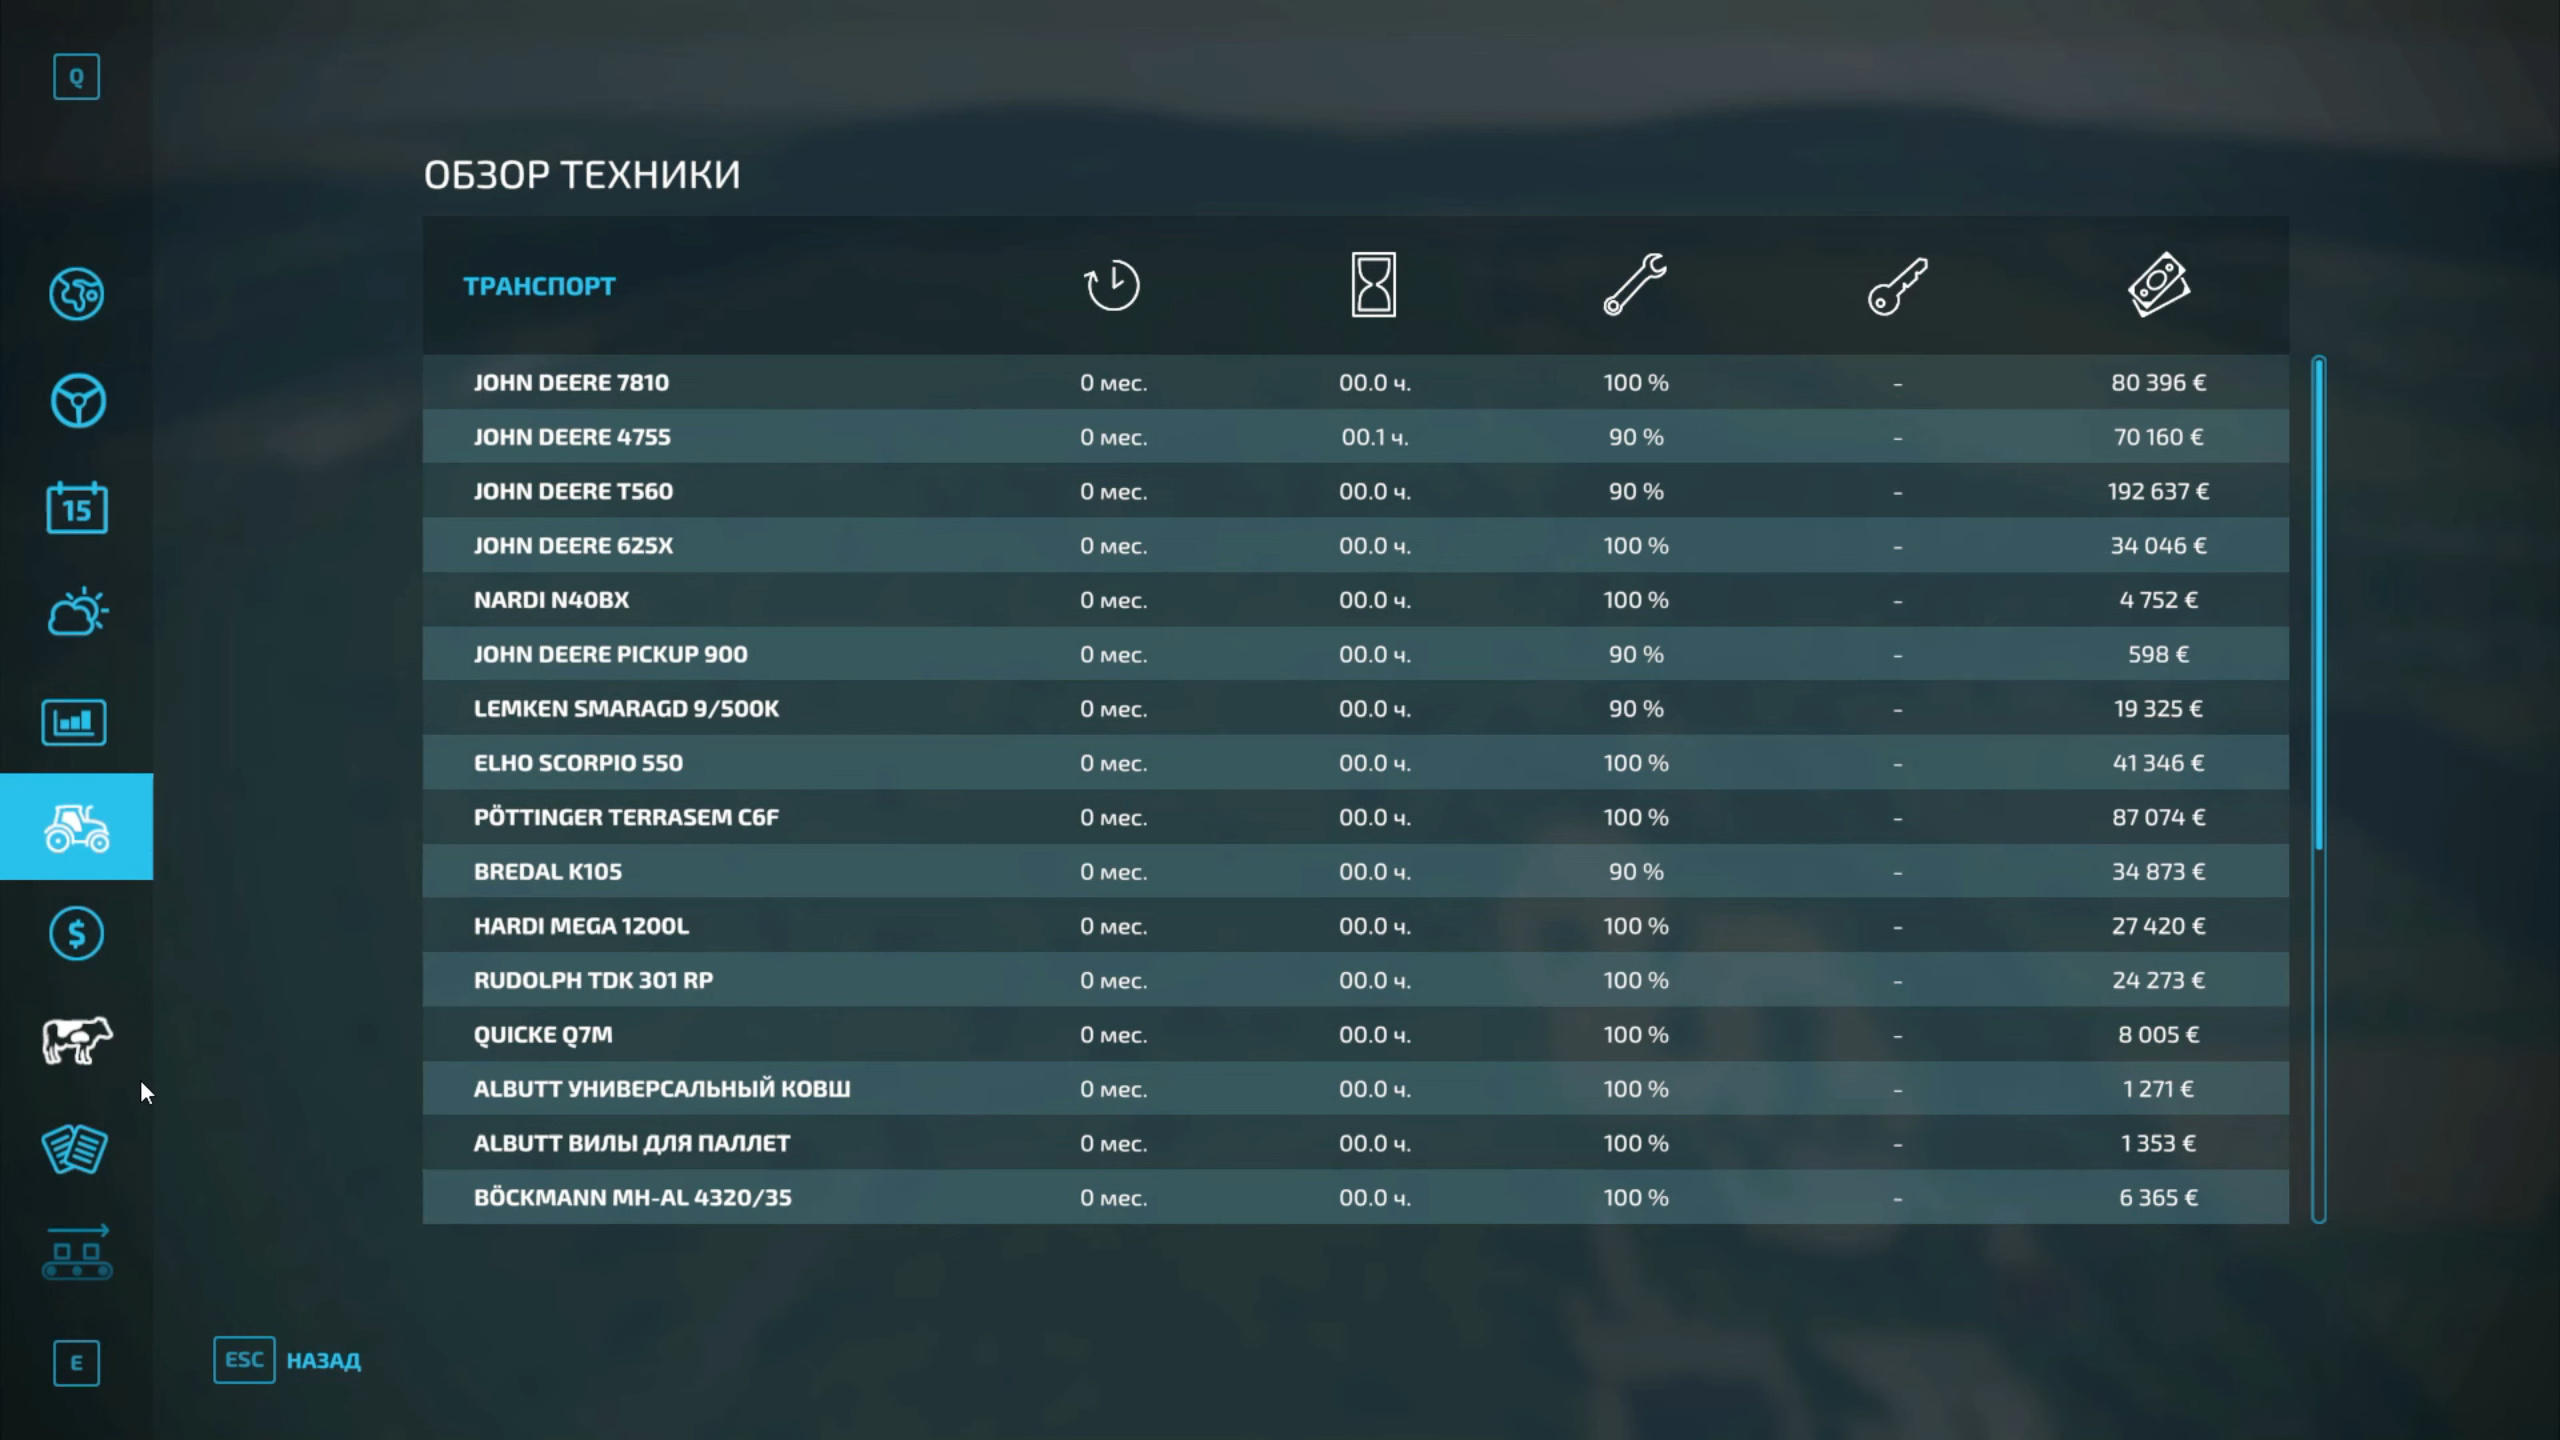 Q
ОБЗОР ТЕХНИКИ
ТРАНСПОРТ
JOHN DEERE 7810 0 мес. 00.0 ч. 100 % - 80 396 €
JOHN DEERE 4755 0 мес. 00.1 ч. 90 % - 70 160 €
JOHN DEERE T560 0 мес. 00.0 ч. 90 % - 192 637 €
15
JOHN DEERE 625X 0 мес. 00.0 ч. 100 % - 34 046 €
NARDI N40BX 0 мес. 00.0 ч. 100 % - 4 752 €
JOHN DEERE PICKUP 900 0 мес. 00.0 ч. 90 % - 598 €
LEMKEN SMARAGD 9/500K 0 мес. 00.0 ч. 90 % - 19 325 €
ELHO SCORPIO 550 0 мес. 00.0 ч. 100 % - 41 346 €
PÖTTINGER TERRASEM C6F 0 мес. 00.0 ч. 100 % - 87 074 €
BREDAL K105 0 мес. 00.0 ч. 90 % - 34 873 €
HARDI MEGA 1200L 0 мес. 00.0 ч. 100 % - 27 420 €
$
RUDOLPH TDK 301 RP 0 мес. 00.0 ч. 100 % - 24 273 €
QUICKE Q7M 0 мес. 00.0 ч. 100 % - 8 005 €
ALBUTT УНИВЕРСАЛЬНЫЙ КОВШ 0 мес. 00.0 ч. 100 % - 1 271 €
ALBUTT ВИЛЫ ДЛЯ ПАЛЛЕТ 0 мес. 00.0 ч. 100 % - 1 353 €
BÖCKMANN MH-AL 4320/35 0 мес. 00.0 ч. 100 % - 6 365 €
E
ESC НАЗАД